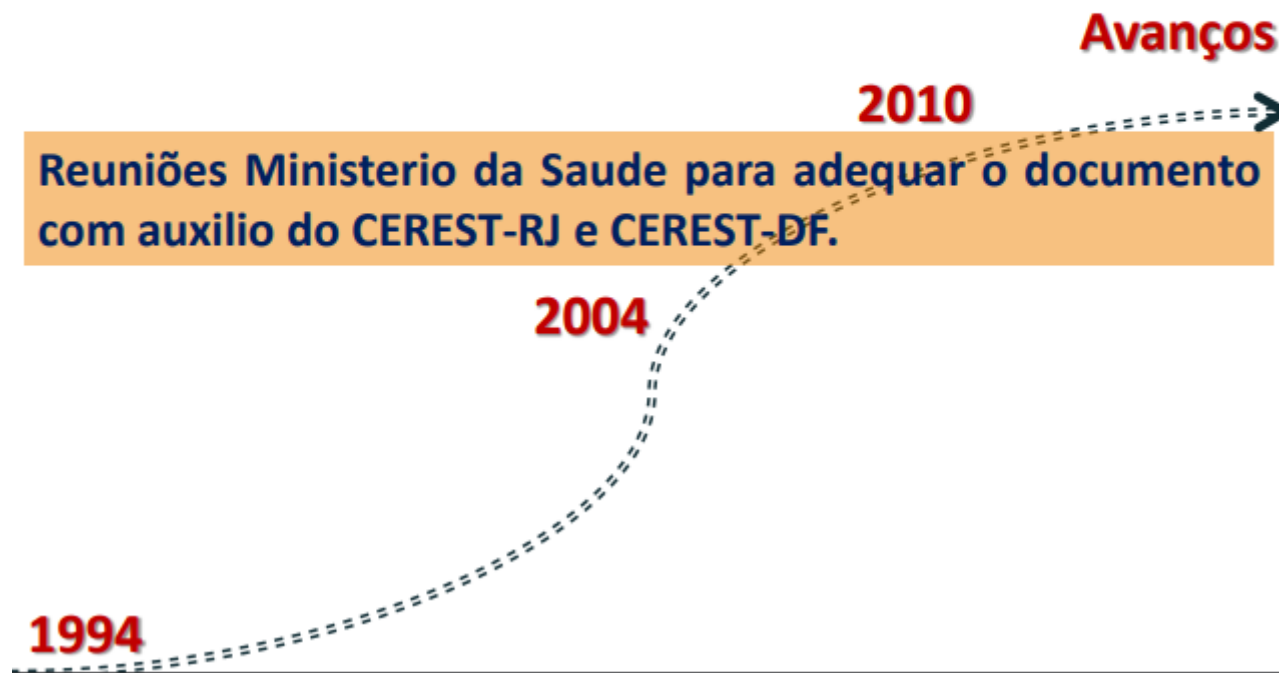 Avanços
2010
Reuniões Ministerio da Saude para adequar o documento
com auxilio do CEREST-RJ e CEREST-DF.
2004
1994